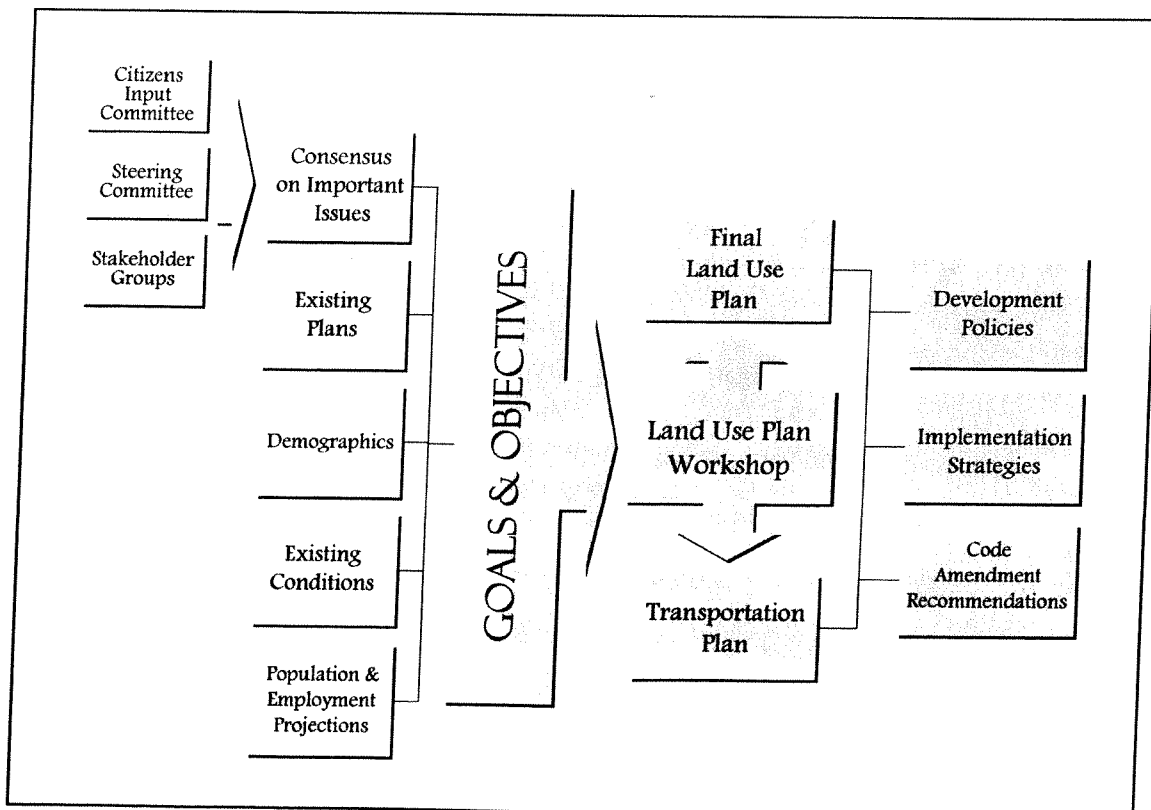 Citizens
Input
Committee
Steering
Committee
Stakeholder
Groups
Consensus
on Important
Issues
Existing
Plans
Demographics
Existing
Conditions
Population &
Employment
Projections
GOALS & OBJECTIVES
Final
Land Use
Plan
Land Use Plan
Workshop
Transportation
Plan
Development
Policies
Implementation
Strategies
Code
Amendment
Recommendations